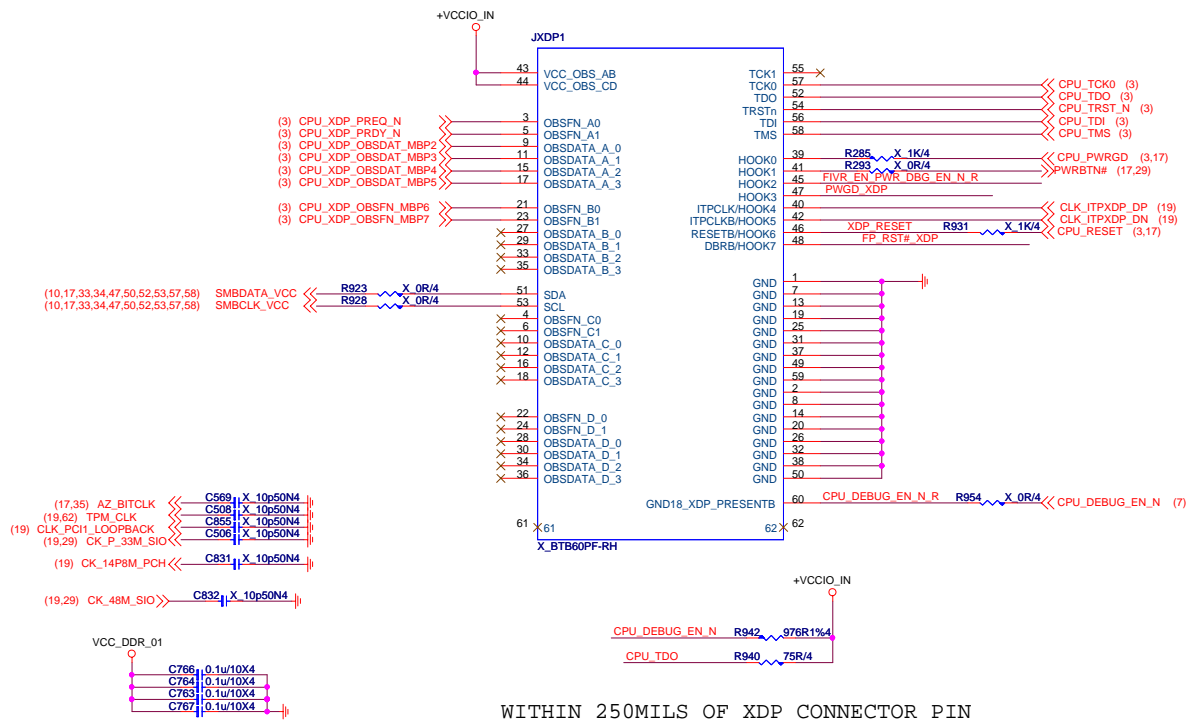 +VCCIO_IN
JXDP1
43 VCC_OBS_AB
44 VCC_OBS_CD
(3) CPU_XDP_PREQ_N 3 OBSFN_A0
(3) CPU_XDP_PRDY_N 5 OBSFN_A1
(3) CPU_XDP_OBSDAT_MBP2 9 OBSDATA_A_0
(3) CPU_XDP_OBSDAT_MBP3 11 OBSDATA_A_1
(3) CPU_XDP_OBSDAT_MBP4 15 OBSDATA_A_2
(3) CPU_XDP_OBSDAT_MBP5 17 OBSDATA_A_3
(3) CPU_XDP_OBSFN_MBP6 21 OBSFN_B0
(3) CPU_XDP_OBSFN_MBP7 23 OBSFN_B1
27 OBSDATA_B_0
29 OBSDATA_B_1
33 OBSDATA_B_2
35 OBSDATA_B_3
(10,17,33,34,47,50,52,53,57,58) SMBDATA_VCC R923 X_0R/4 51 SDA
(10,17,33,34,47,50,52,53,57,58) SMBCLK_VCC R928 X_0R/4 53 SCL
4 OBSFN_C0
6 OBSFN_C1
10 OBSDATA_C_0
12 OBSDATA_C_1
16 OBSDATA_C_2
18 OBSDATA_C_3
22 OBSFN_D_0
24 OBSFN_D_1
28 OBSDATA_D_0
30 OBSDATA_D_1
34 OBSDATA_D_2
36 OBSDATA_D_3
61 61
X_BTB60PF-RH
TCK1 55
TCK0 57 CPU_TCK0 (3)
TDO 52 CPU_TDO (3)
TRSTn 54 CPU_TRST_N (3)
TDI 56 CPU_TDI (3)
TMS 58 CPU_TMS (3)
HOOK0 39 R285 X_1K/4 CPU_PWRGD (3,17)
HOOK1 41 R293 X_0R/4 PWRBTN# (17,29)
HOOK2 45 FIVR_EN_PWR_DBG_EN_N_R
HOOK3 47 PWGD_XDP
ITPCLK/HOOK4 40 CLK_ITPXDP_DP (19)
ITPCLKB/HOOK5 42 CLK_ITPXDP_DN (19)
RESETB/HOOK6 46 XDP_RESET R931 X_1K/4 CPU_RESET (3,17)
DBRB/HOOK7 48 FP_RST#_XDP
GND 1
GND 7
GND 13
GND 19
GND 25
GND 31
GND 37
GND 49
GND 59
GND 2
GND 8
GND 14
GND 20
GND 26
GND 32
GND 38
GND 50
GND18_XDP_PRESENTB 60 CPU_DEBUG_EN_N_R R954 X_0R/4 CPU_DEBUG_EN_N (7)
62 62
(17,35) AZ_BITCLK C569 X_10p50N4
(19,62) TPM_CLK C508 X_10p50N4
(19) CLK_PCI1_LOOPBACK C855 X_10p50N4
(19,29) CK_P_33M_SIO C506 X_10p50N4
(19) CK_14P8M_PCH C831 X_10p50N4
(19,29) CK_48M_SIO C832 X_10p50N4
VCC_DDR_01
C766 0.1u/10X4
C764 0.1u/10X4
C763 0.1u/10X4
C767 0.1u/10X4
+VCCIO_IN
CPU_DEBUG_EN_N R942 976R1%4
CPU_TDO R940 75R/4
WITHIN 250MILS OF XDP CONNECTOR PIN